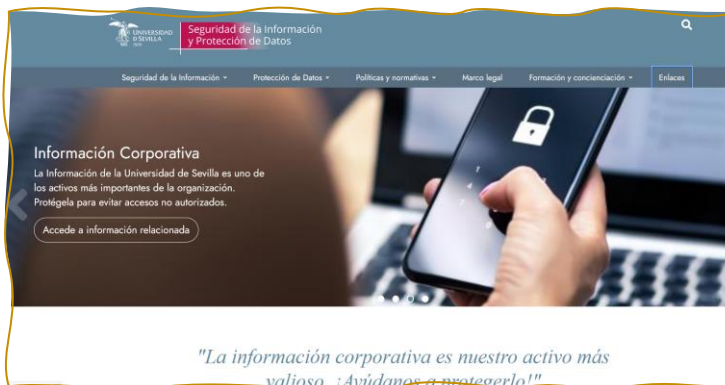 UNIVERSIDAD
D SEVILLA
Seguridad de la Información
y Protección de Datos
Seguridad de la Información
Protección de Datos
Políticas y normativas
Marco legal
Formación y concienciación
Enlaces
Información Corporativa
La Información de la Universidad de Sevilla es uno de
los activos más importantes de la organización.
Protégela para evitar accesos no autorizados.
Accede a información relacionada
"La información corporativa es nuestro activo más
valioso. ¡Ayúdanos a protegerlo!"